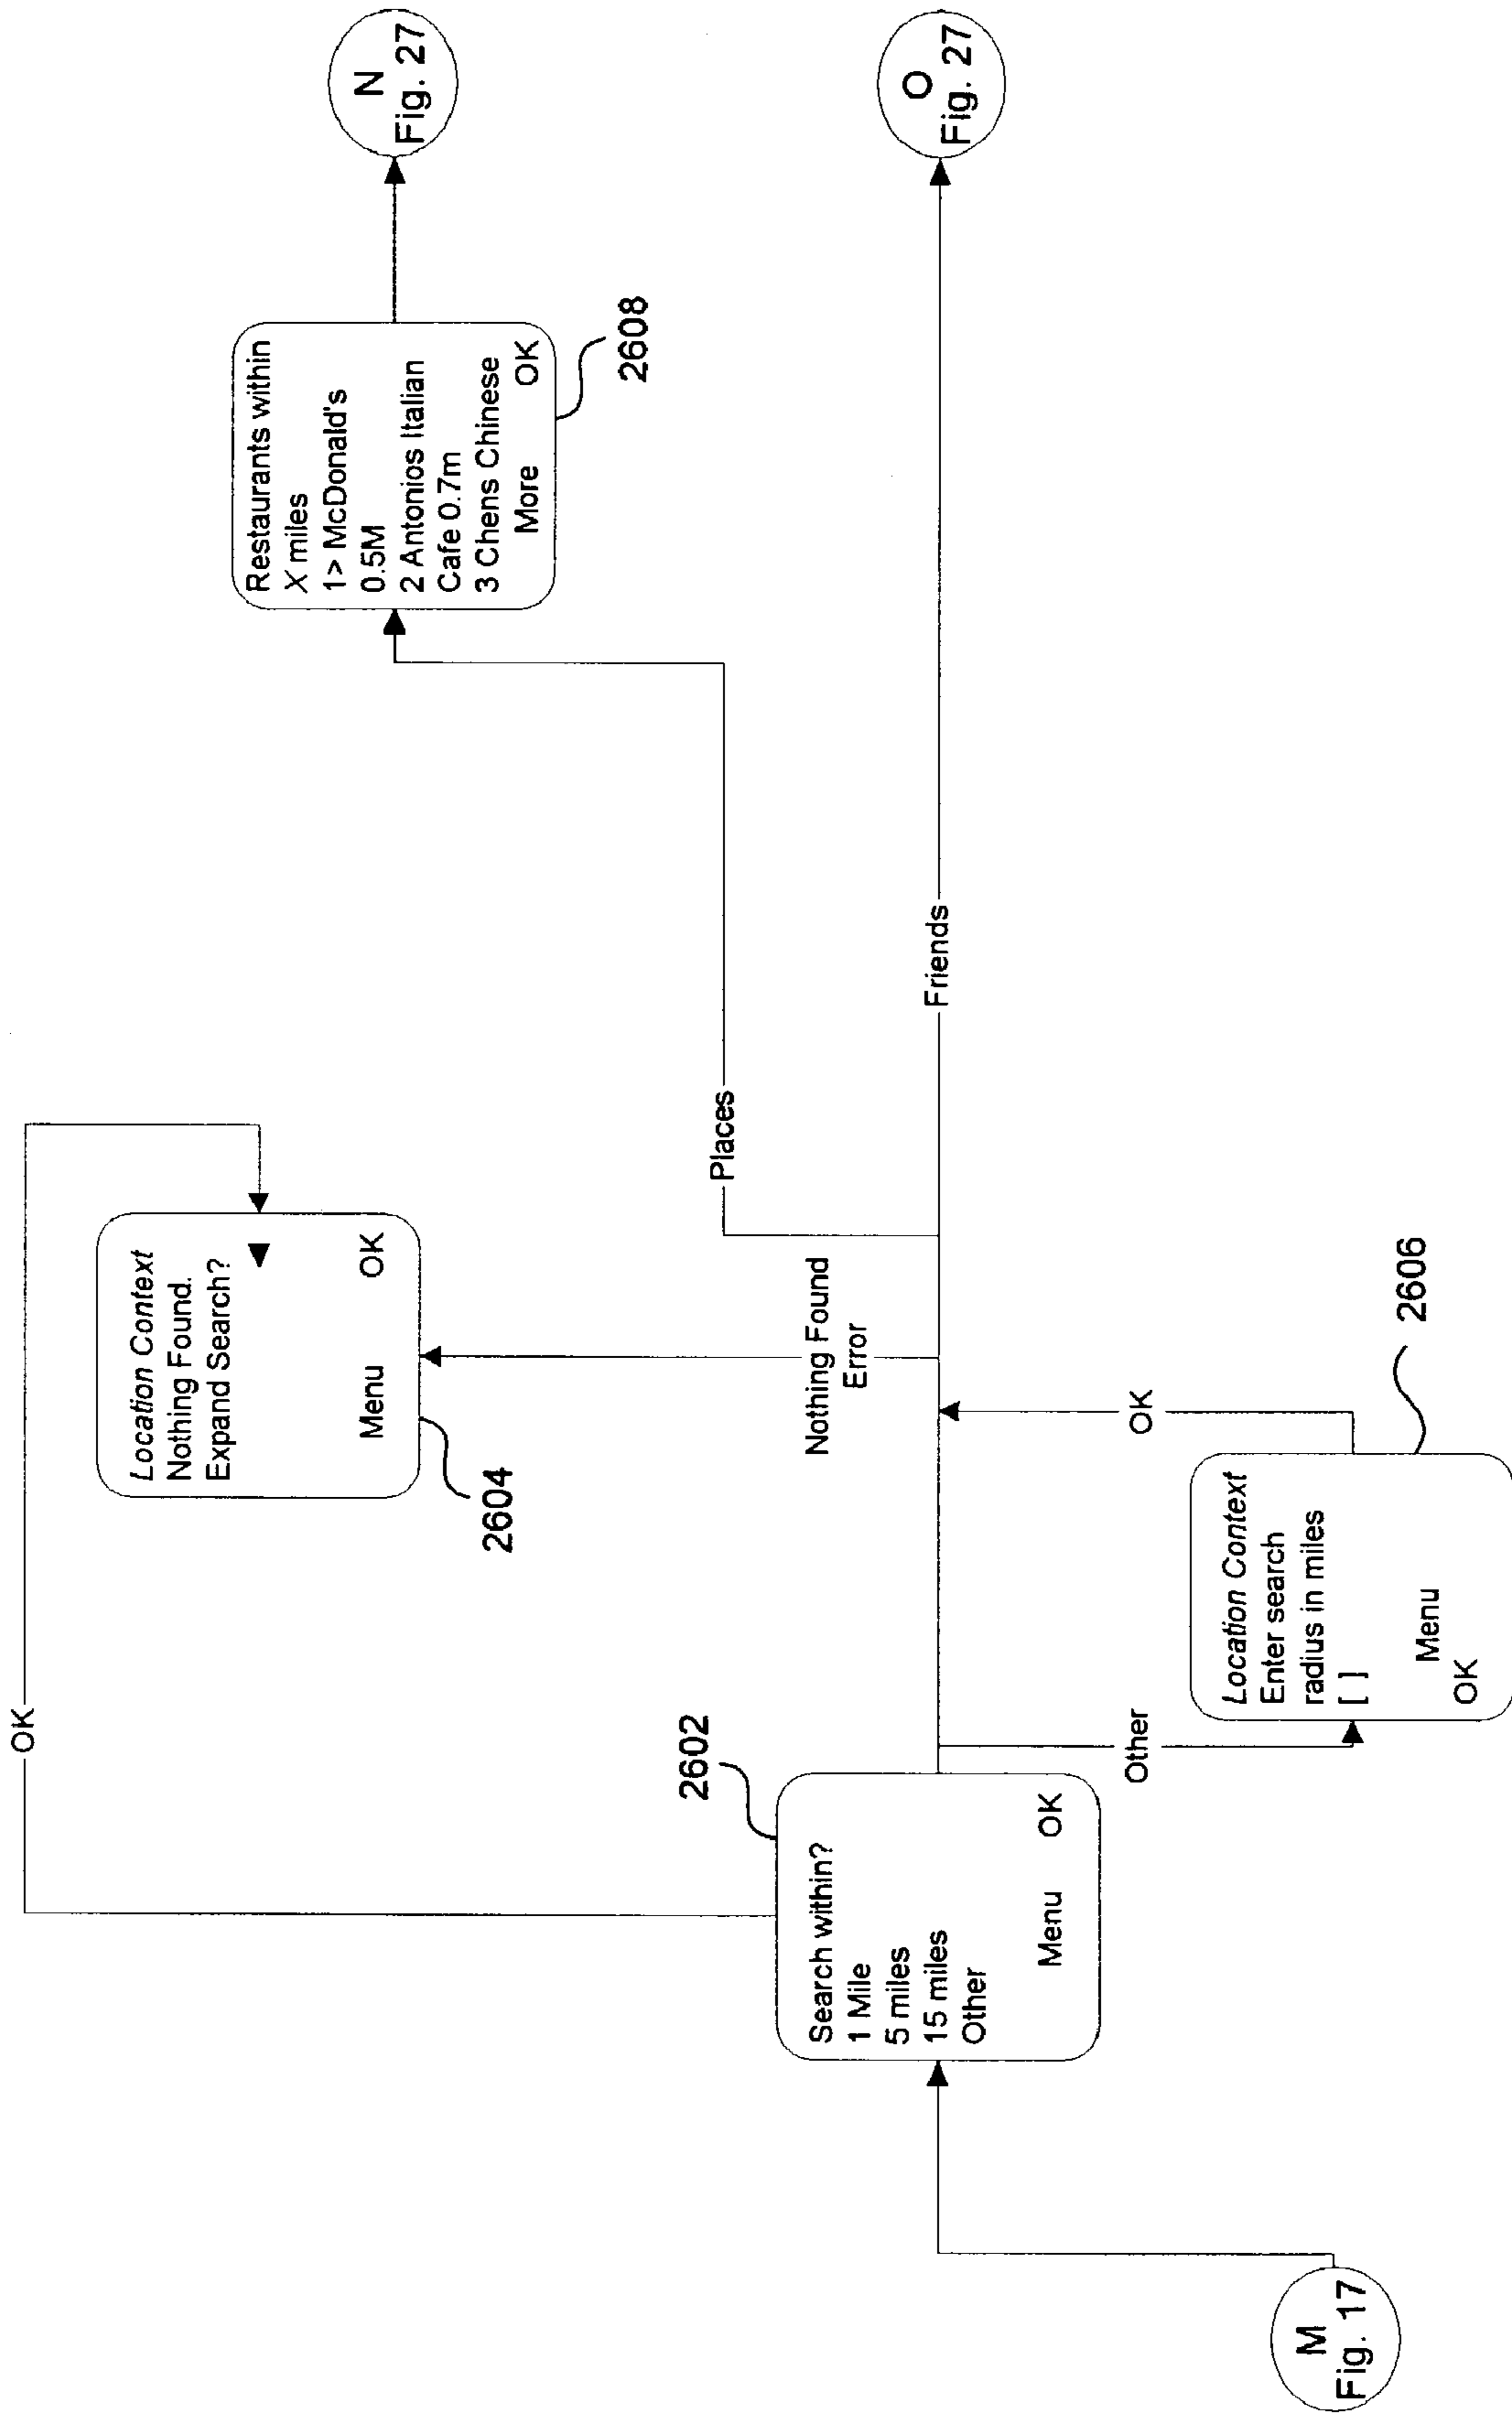 OK
Location Context
Nothing Found.
Expand Search?
Menu OK
2604
Restaurants within
X miles
1> McDonald's
0.5M
2 Antonios Italian
Cafe 0.7m
3 Chens Chinese
More OK
2608
N
Fig. 27
Places
2602
Search within?
1 Mile
5 miles
15 miles
Other
Menu OK
Nothing Found
Error
Friends
O
Fig. 27
Other
OK
Location Context
Enter search
radius in miles
[ ]
Menu
OK
2606
M
Fig. 17